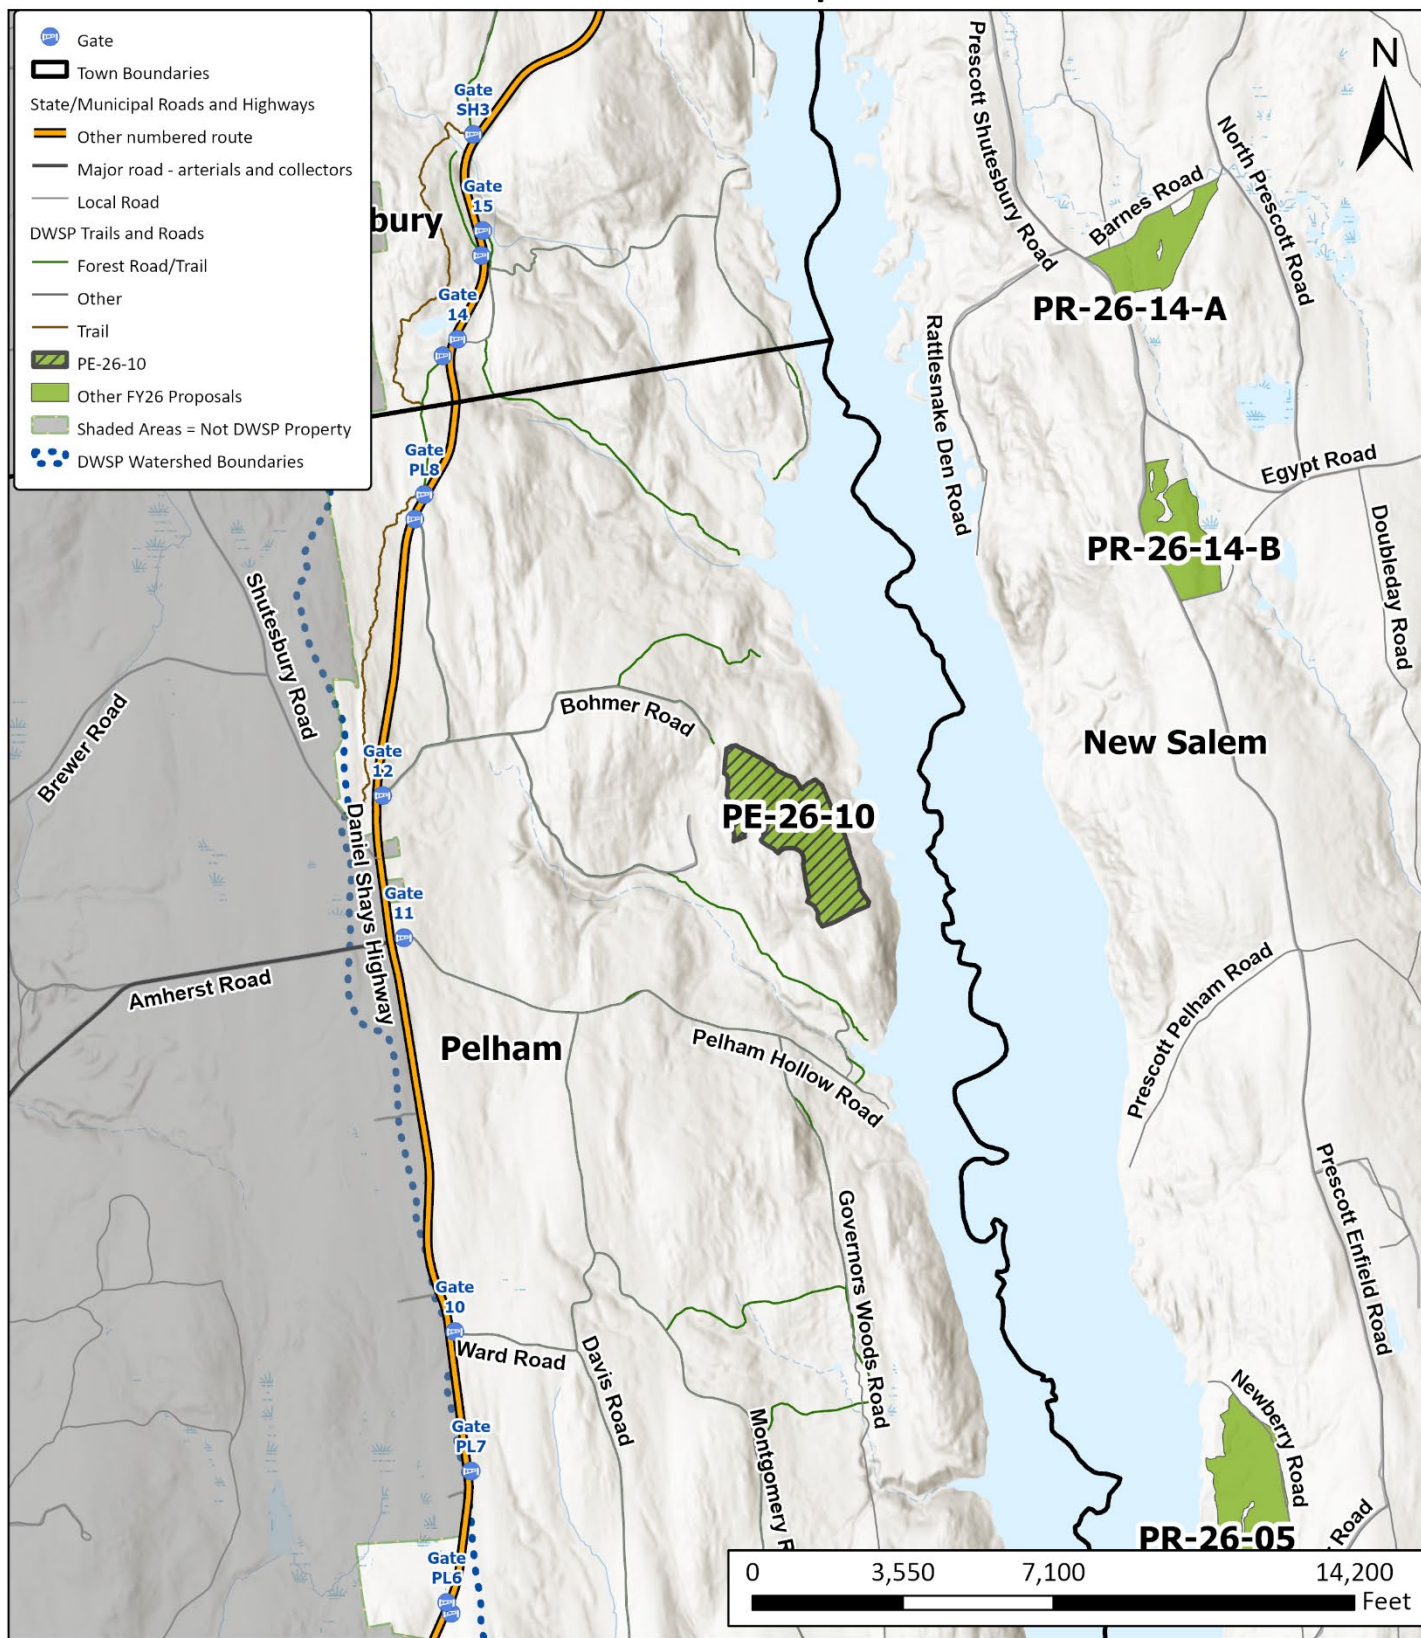 Gate
Town Boundaries
State/Municipal Roads and Highways
Other numbered route
Major road - arterials and collectors
Local Road
DWSP Trails and Roads
Forest Road/Trail
Other
Trail
PE-26-10
Other FY26 Proposals
Shaded Areas = Not DWSP Property
DWSP Watershed Boundaries
N
Gate
SH3
Gate
15
bury
Gate
14
Gate
PL8
Prescott Shutesbury Road
North Prescott Road
Barnes Road
PR-26-14-A
Rattlesnake Den Road
Egypt Road
PR-26-14-B
Doubleday Road
Shutesbury Road
Brewer Road
Bohmer Road
New Salem
Gate
12
PE-26-10
Daniel Shays Highway
Gate
11
Amherst Road
Pelham
Pelham Hollow Road
Prescott Pelham Road
Prescott Enfield Road
Governors Woods Road
Gate
10
Ward Road
Davis Road
Montgomery R
Newberry Road
Gate
PL7
PR-26-05
Road
Gate
PL6
0 3,550 7,100 14,200
Feet